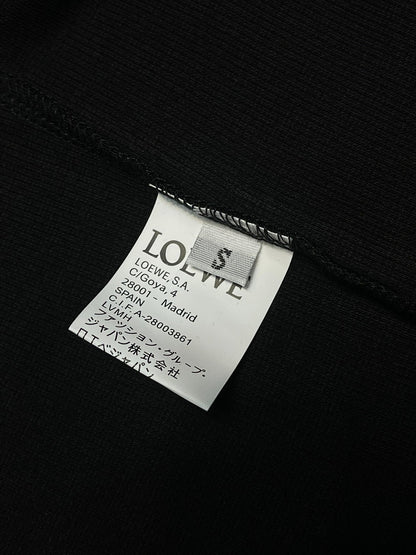 LOEWE
S
LOEWE, S.A.
C/Goya, 4
28001 - Madrid
SPAIN
C.I.F.A-28003861
LVMH
ファッション・グループ・
ジャパン株式会社
ロエベジャパン